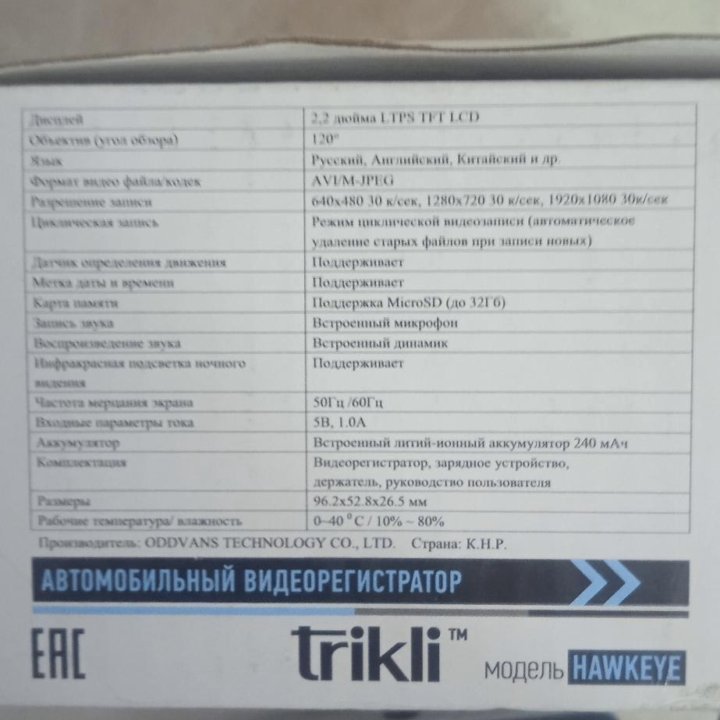 Дисплей 2,2 дюйма LTPS TFT LCD
Объектив (угол обзора) 120°
Язык Русский, Английский, Китайский и др.
Формат видео файла/кодек AVI/M-JPEG
Разрешение записи 640x480 30 к/сек, 1280x720 30 к/сек, 1920x1080 30к/сек
Циклическая запись Режим циклической видеозаписи (автоматическое
удаление старых файлов при записи новых)
Датчик определения движения Поддерживает
Метка даты и времени Поддерживает
Карта памяти Поддержка MicroSD (до 32Гб)
Запись звука Встроенный микрофон
Воспроизведение звука Встроенный динамик
Инфракрасная подсветка ночного Поддерживает
видения
Частота мерцания экрана 50Гц /60Гц
Входные параметры тока 5В, 1.0А
Аккумулятор Встроенный литий-ионный аккумулятор 240 мАч
Комплектация Видеорегистратор, зарядное устройство,
держатель, руководство пользователя
Размеры 96.2x52.8x26.5 мм
Рабочие температура/ влажность 0–40 °C / 10% ~ 80%
Производитель: ODDVANS TECHNOLOGY CO., LTD. Страна: К.Н.Р.
АВТОМОБИЛЬНЫЙ ВИДЕОРЕГИСТРАТОР
EAC trikli™ модель HAWKEYE